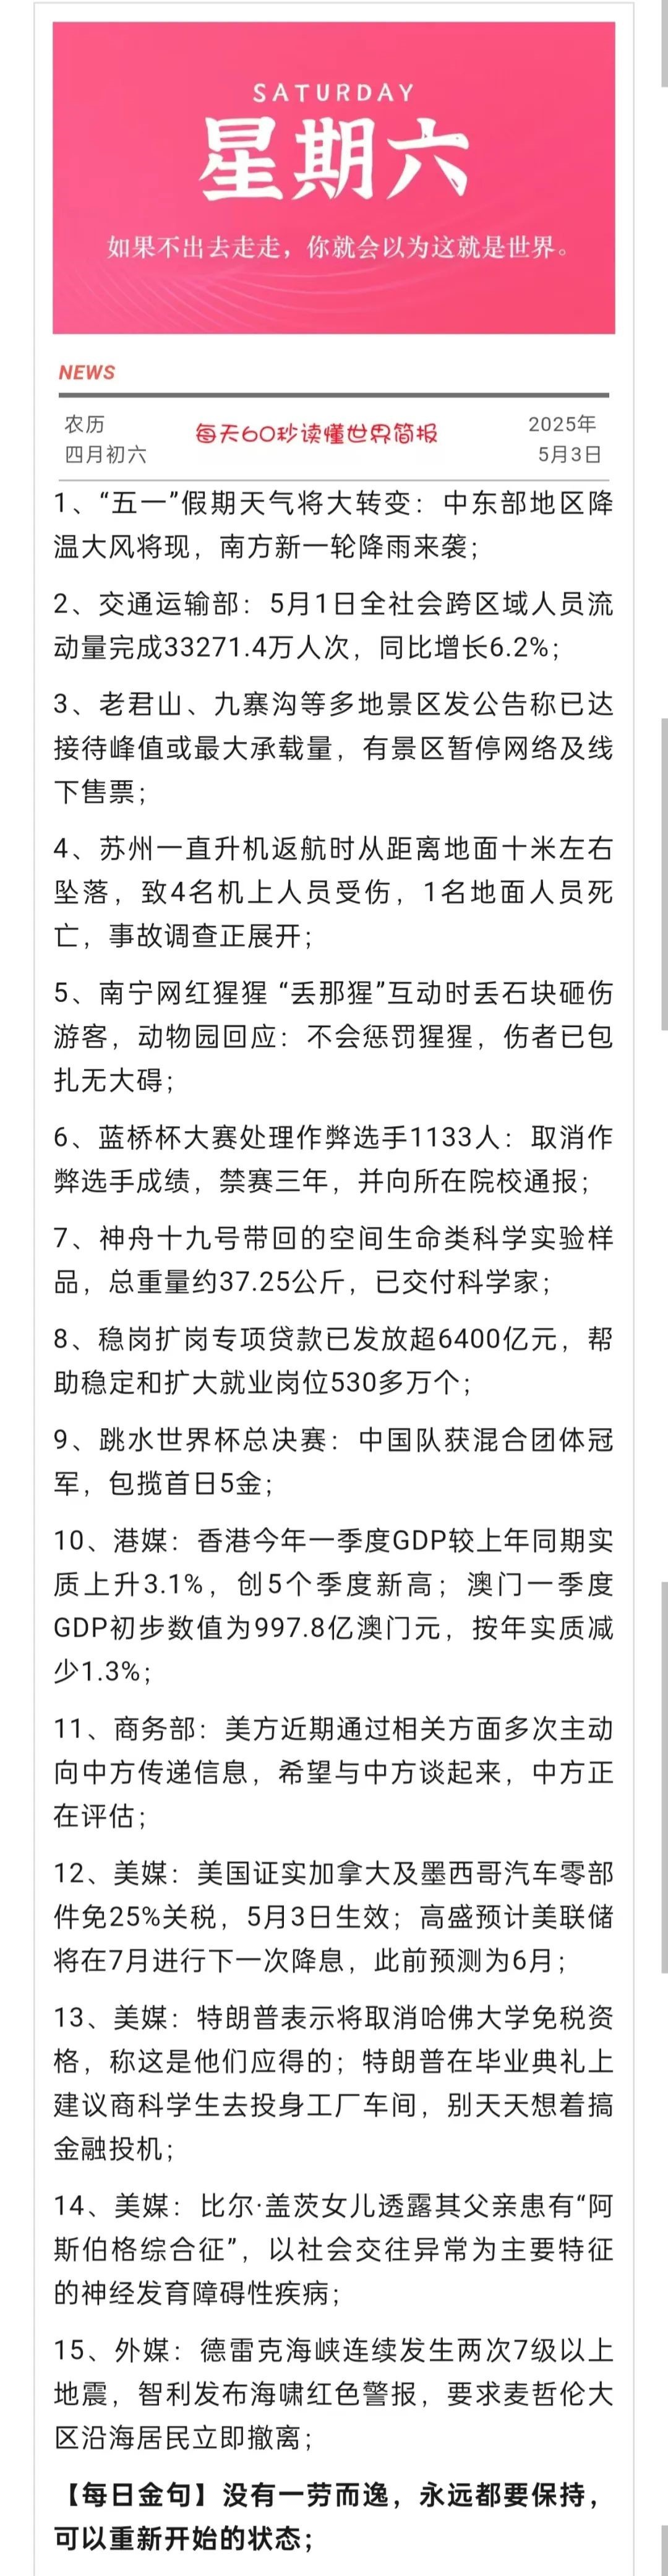 SATURDAY
星期六
如果不出去走走，你就会以为这就是世界。
NEWS
农历
四月初六
每天60秒读懂世界简报
2025年
5月3日
1、“五一”假期天气将大转变：中东部地区降
温大风将现，南方新一轮降雨来袭；
2、交通运输部：5月1日全社会跨区域人员流
动量完成33271.4万人次，同比增长6.2%；
3、老君山、九寨沟等多地景区发公告称已达
接待峰值或最大承载量，有景区暂停网络及线
下售票；
4、苏州一直升机返航时从距离地面十米左右
坠落，致4名机上人员受伤，1名地面人员死
亡，事故调查正展开；
5、南宁网红猩猩 “丢那猩”互动时丢石块砸伤
游客，动物园回应：不会惩罚猩猩，伤者已包
扎无大碍；
6、蓝桥杯大赛处理作弊选手1133人：取消作
弊选手成绩，禁赛三年，并向所在院校通报；
7、神舟十九号带回的空间生命类科学实验样
品，总重量约37.25公斤，已交付科学家；
8、稳岗扩岗专项贷款已发放超6400亿元，帮
助稳定和扩大就业岗位530多万个；
9、跳水世界杯总决赛：中国队获混合团体冠
军，包揽首日5金；
10、港媒：香港今年一季度GDP较上年同期实
质上升3.1%，创5个季度新高；澳门一季度
GDP初步数值为997.8亿澳门元，按年实质减
少1.3%；
11、商务部：美方近期通过相关方面多次主动
向中方传递信息，希望与中方谈起来，中方正
在评估；
12、美媒：美国证实加拿大及墨西哥汽车零部
件免25%关税，5月3日生效；高盛预计美联储
将在7月进行下一次降息，此前预测为6月；
13、美媒：特朗普表示将取消哈佛大学免税资
格，称这是他们应得的；特朗普在毕业典礼上
建议商科学生去投身工厂车间，别天天想着搞
金融投机；
14、美媒：比尔·盖茨女儿透露其父亲患有“阿
斯伯格综合征”，以社会交往异常为主要特征
的神经发育障碍性疾病；
15、外媒：德雷克海峡连续发生两次7级以上
地震，智利发布海啸红色警报，要求麦哲伦大
区沿海居民立即撤离；
【每日金句】没有一劳而逸，永远都要保持，
可以重新开始的状态；